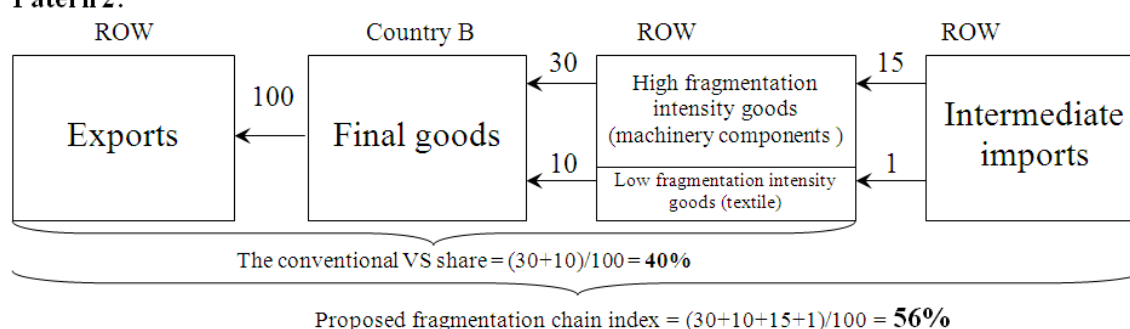 ROW Country B ROW ROW
100
30
10
15
1
Exports
Final goods
High fragmentation
intensity goods
(machinery components )
Low fragmentation intensity
goods (textile)
Intermediate
imports
The conventional VS share = (30+10)/100 = 40%
Proposed fragmentation chain index = (30+10+15+1)/100 = 56%